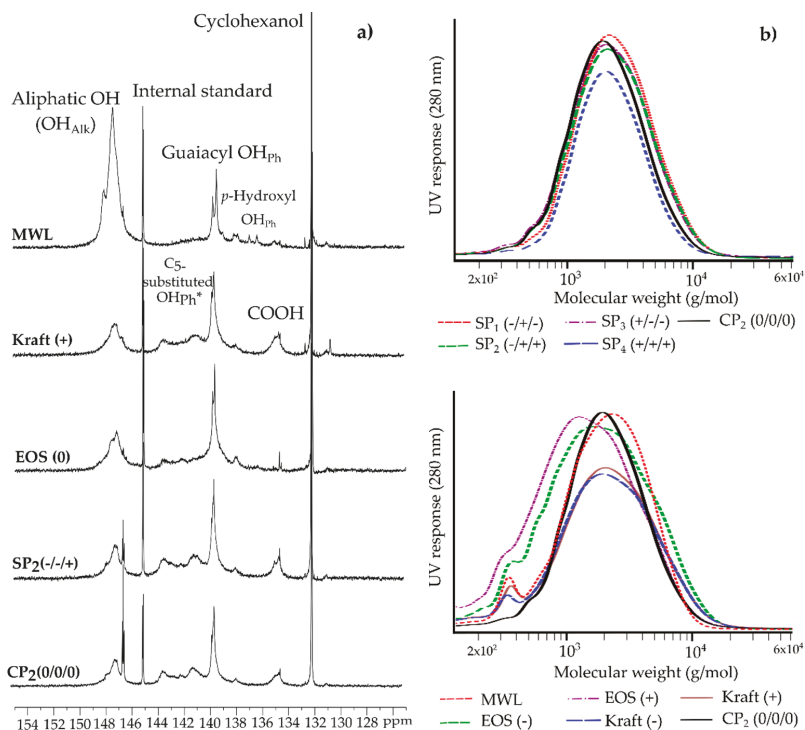 Cyclohexanol
a)
Aliphatic OH
(OHAlk)
Internal standard
Guaiacyl OHPh
p-Hydroxyl
OHPh
MWL
C5-
substituted
OHPh*
COOH
Kraft (+)
EOS (0)
SP2(-/-/+)
CP2(0/0/0)
154 152 150 148 146 144 142 140 138 136 134 132 130 128 ppm
b)
UV response (280 nm)
2x10² 10³ 10⁴ 6x10⁴
Molecular weight (g/mol)
SP1 (-/+/-) SP3 (+/-/-) CP2 (0/0/0)
SP2 (-/+/+) SP4 (+/+/+)
UV response (280 nm)
2x10² 10³ 10⁴ 6x10⁴
Molecular weight (g/mol)
MWL EOS (+) Kraft (+)
EOS (-) Kraft (-) CP2 (0/0/0)